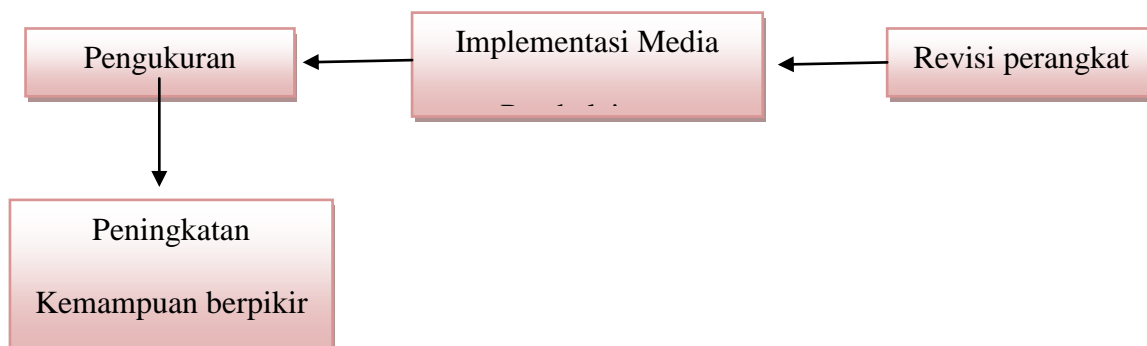 Pengukuran
Implementasi Media
Revisi perangkat
Peningkatan
Kemampuan berpikir